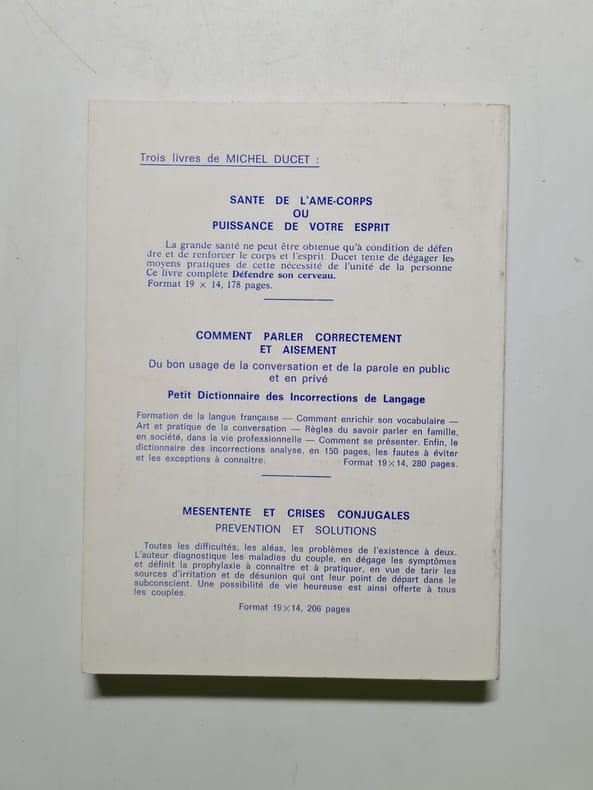 Trois livres de MICHEL DUCET :
SANTE DE L'AME-CORPS
OU
PUISSANCE DE VOTRE ESPRIT
La grande santé ne peut être obtenue qu'à condition de défen
dre et de renforcer le corps et l'esprit. Ducet tente de dégager les
moyens pratiques de cette nécessité de l'unité de la personne
Ce livre complète Défendre son cerveau.
Format 19 × 14, 178 pages.
COMMENT PARLER CORRECTEMENT
ET AISEMENT
Du bon usage de la conversation et de la parole en public
et en privé
Petit Dictionnaire des Incorrections de Langage
Formation de la langue française — Comment enrichir son vocabulaire —
Art et pratique de la conversation — Règles du savoir parler en famille,
en société, dans la vie professionnelle — Comment se présenter. Enfin, le
dictionnaire des incorrections analyse, en 150 pages, les fautes à éviter
et les exceptions à connaître. Format 19×14, 280 pages.
MESENTENTE ET CRISES CONJUGALES
PREVENTION ET SOLUTIONS
Toutes les difficultés, les aléas, les problèmes de l'existence à deux.
L'auteur diagnostique les maladies du couple, en dégage les symptômes
et définit la prophylaxie à connaître et à pratiquer, en vue de tarir les
sources d'irritation et de désunion qui ont leur point de départ dans le
subconscient. Une possibilité de vie heureuse est ainsi offerte à tous
les couples.
Format 19×14, 206 pages